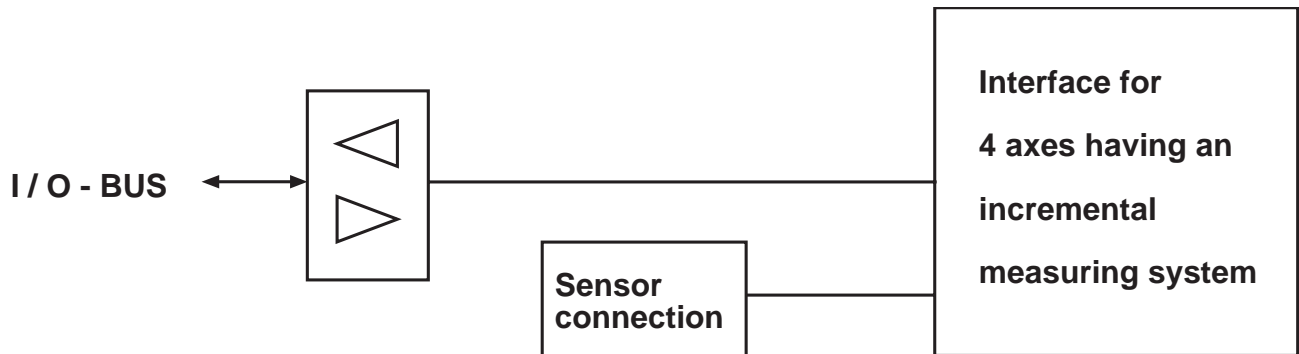 I / O - BUS
Sensor
connection
Interface for
4 axes having an
incremental
measuring system